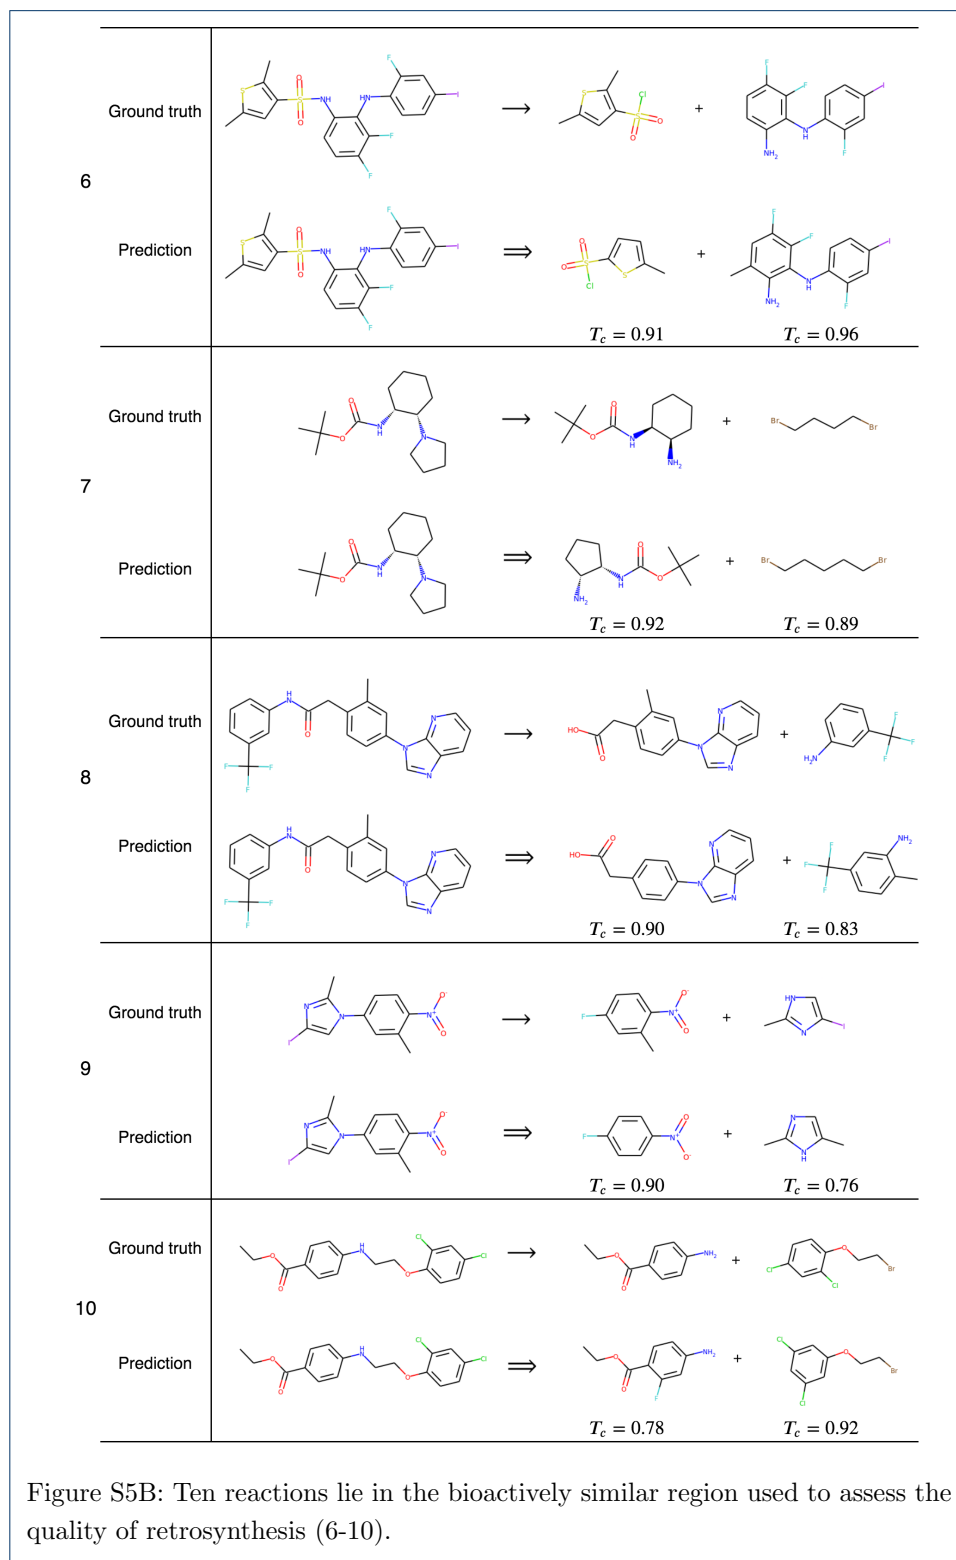 Ground truth
6
Prediction
+
+
T_c = 0.91
T_c = 0.96
Ground truth
7
Prediction
+
+
T_c = 0.92
T_c = 0.89
Ground truth
8
Prediction
+
+
T_c = 0.90
T_c = 0.83
Ground truth
9
Prediction
+
+
T_c = 0.90
T_c = 0.76
Ground truth
10
Prediction
+
+
T_c = 0.78
T_c = 0.92
Figure S5B: Ten reactions lie in the bioactively similar region used to assess the
quality of retrosynthesis (6-10).